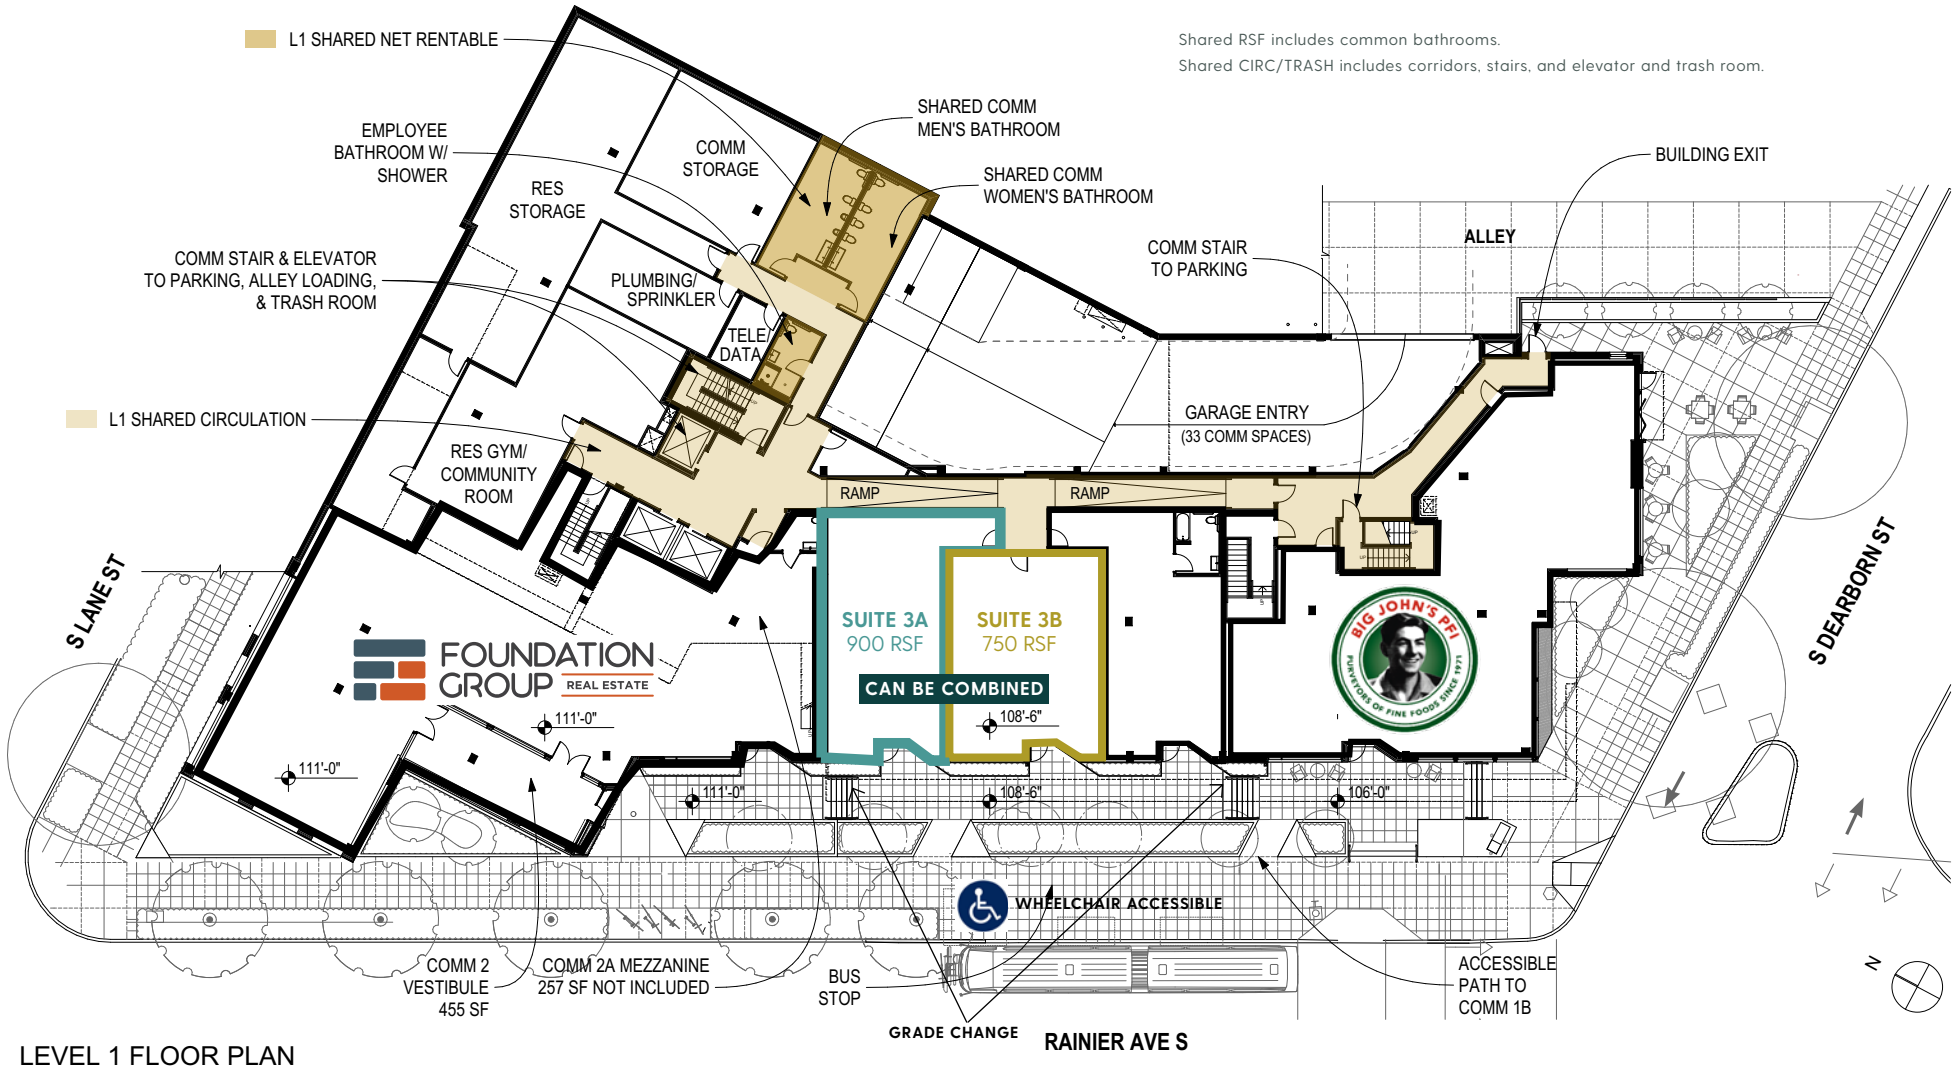 L1 SHARED NET RENTABLE
Shared RSF includes common bathrooms.
Shared CIRC/TRASH includes corridors, stairs, and elevator and trash room.
SHARED COMM
MEN'S BATHROOM
EMPLOYEE
BATHROOM W/
SHOWER
COMM
STORAGE
BUILDING EXIT
SHARED COMM
WOMEN'S BATHROOM
RES
STORAGE
ALLEY
COMM STAIR
TO PARKING
COMM STAIR & ELEVATOR
TO PARKING, ALLEY LOADING,
& TRASH ROOM
PLUMBING/
SPRINKLER
TELE/
DATA
L1 SHARED CIRCULATION
GARAGE ENTRY
(33 COMM SPACES)
RES GYM/
COMMUNITY
ROOM
RAMP
RAMP
S LANE ST
S DEARBORN ST
SUITE 3A
900 RSF
SUITE 3B
750 RSF
CAN BE COMBINED
FOUNDATION
GROUP
REAL ESTATE
BIG JOHN'S PFI
PURVEYORS OF FINE FOODS SINCE 1971
111'-0"
108'-6"
111'-0"
111'-0"
108'-6"
106'-0"
WHEELCHAIR ACCESSIBLE
COMM 2
VESTIBULE
455 SF
COMM 2A MEZZANINE
257 SF NOT INCLUDED
BUS
STOP
ACCESSIBLE
PATH TO
COMM 1B
N
GRADE CHANGE
RAINIER AVE S
LEVEL 1 FLOOR PLAN